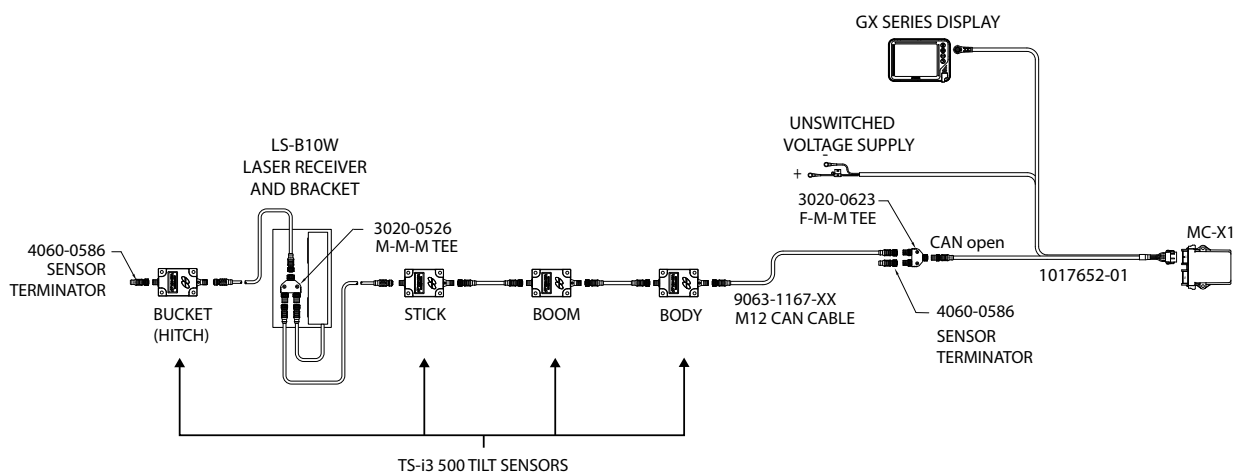 GX SERIES DISPLAY
UNSWITCHED
VOLTAGE SUPPLY
-
+
LS-B10W
LASER RECEIVER
AND BRACKET
3020-0623
F-M-M TEE
3020-0526
M-M-M TEE
4060-0586
SENSOR
TERMINATOR
CAN open
MC-X1
1017652-01
BUCKET
(HITCH)
STICK
BOOM
BODY
9063-1167-XX
M12 CAN CABLE
4060-0586
SENSOR
TERMINATOR
TS-i3 500 TILT SENSORS